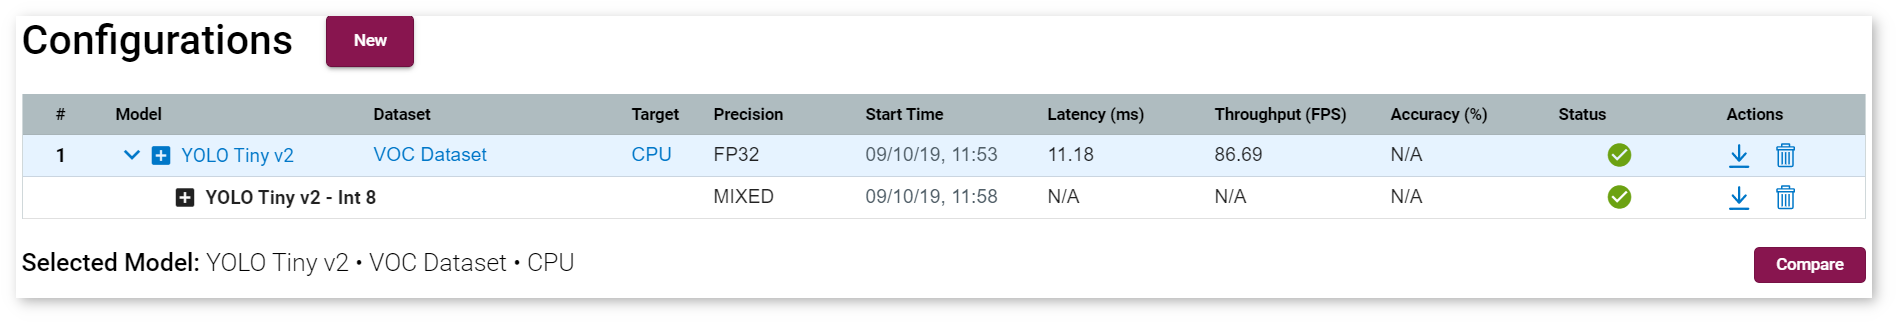 Configurations New
# Model Dataset Target Precision Start Time Latency (ms) Throughput (FPS) Accuracy (%) Status Actions
1 YOLO Tiny v2 VOC Dataset CPU FP32 09/10/19, 11:53 11.18 86.69 N/A
YOLO Tiny v2 - Int 8 MIXED 09/10/19, 11:58 N/A N/A N/A
Selected Model: YOLO Tiny v2 • VOC Dataset • CPU Compare